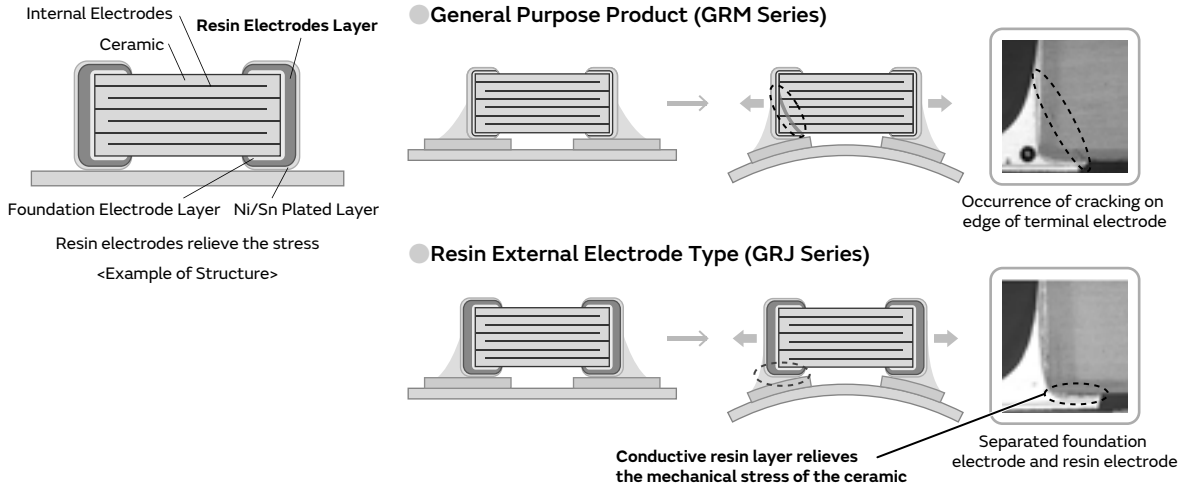 Internal Electrodes
Resin Electrodes Layer
Ceramic
Foundation Electrode Layer
Ni/Sn Plated Layer
Resin electrodes relieve the stress
<Example of Structure>
General Purpose Product (GRM Series)
Occurrence of cracking on
edge of terminal electrode
Resin External Electrode Type (GRJ Series)
Conductive resin layer relieves
the mechanical stress of the ceramic
Separated foundation
electrode and resin electrode